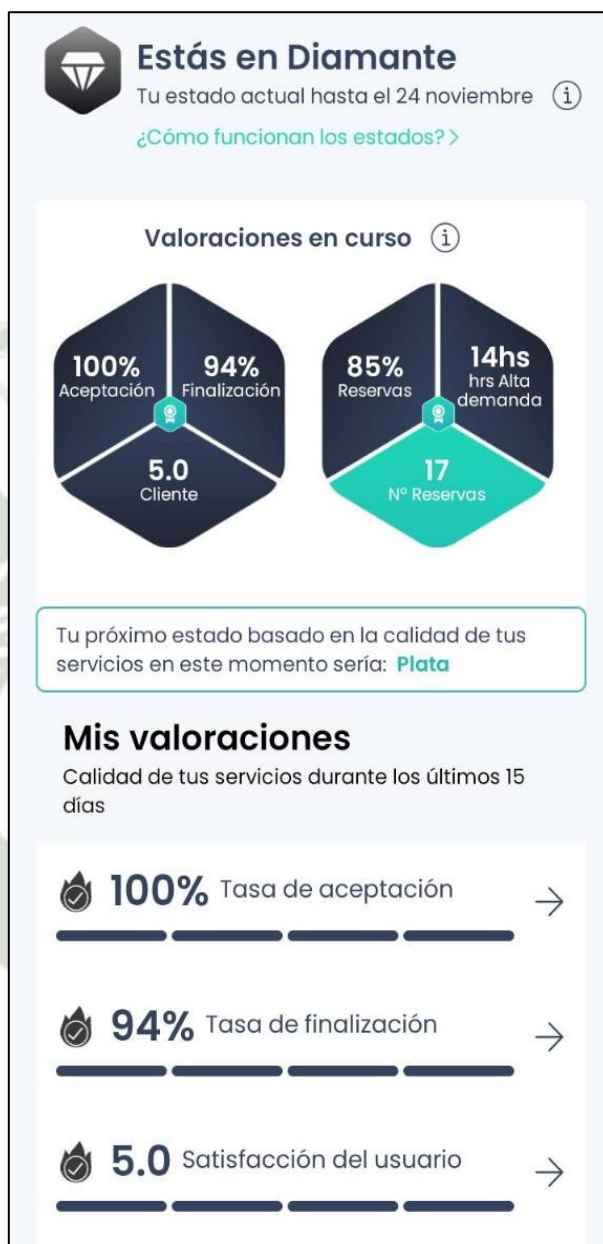 Estás en Diamante
Tu estado actual hasta el 24 noviembre
¿Cómo funcionan los estados? >
Valoraciones en curso
100%
Aceptación
94%
Finalización
5.0
Cliente
85%
Reservas
14hs
hrs Alta
demanda
17
Nº Reservas
Tu próximo estado basado en la calidad de tus
servicios en este momento sería: Plata
Mis valoraciones
Calidad de tus servicios durante los últimos 15
días
100% Tasa de aceptación
94% Tasa de finalización
5.0 Satisfacción del usuario